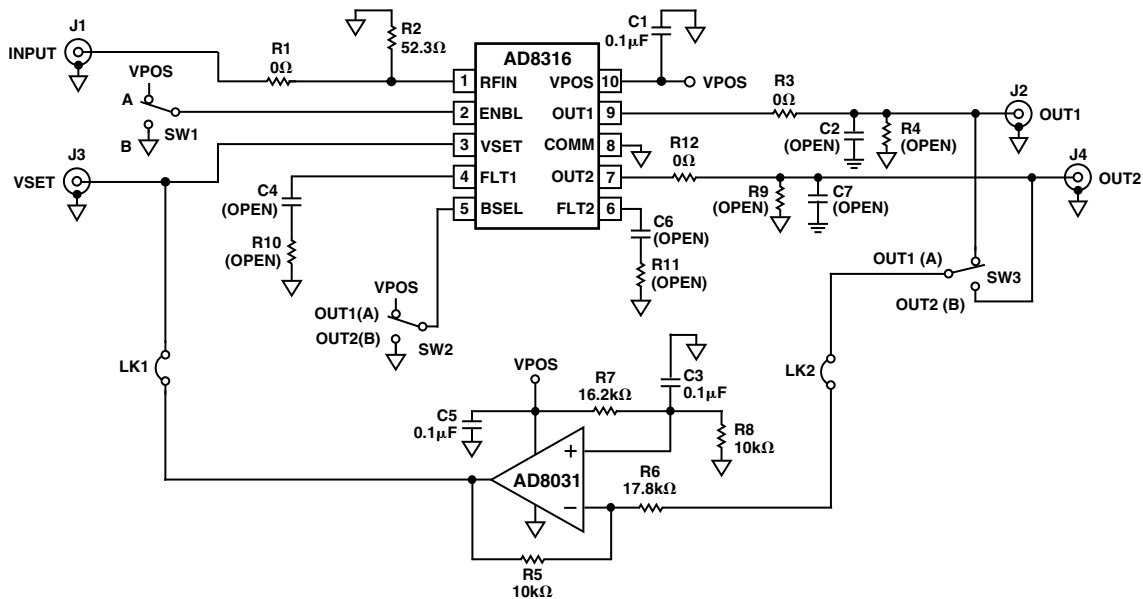 J1
INPUT
R1
0Ω
R2
52.3Ω
C1
0.1μF
VPOS
AD8316
1 RFIN
2 ENBL
3 VSET
4 FLT1
5 BSEL
VPOS 10
OUT1 9
COMM 8
OUT2 7
FLT2 6
VPOS
A
B
SW1
J3
VSET
C4
(OPEN)
R10
(OPEN)
R3
0Ω
J2
OUT1
C2
(OPEN)
R4
(OPEN)
R12
0Ω
J4
OUT2
R9
(OPEN)
C7
(OPEN)
C6
(OPEN)
R11
(OPEN)
OUT1 (A)
SW3
OUT2 (B)
VPOS
OUT1(A)
OUT2(B)
SW2
LK1
LK2
VPOS
R7
16.2kΩ
C3
0.1μF
C5
0.1μF
R8
10kΩ
+
AD8031
–
R6
17.8kΩ
R5
10kΩ